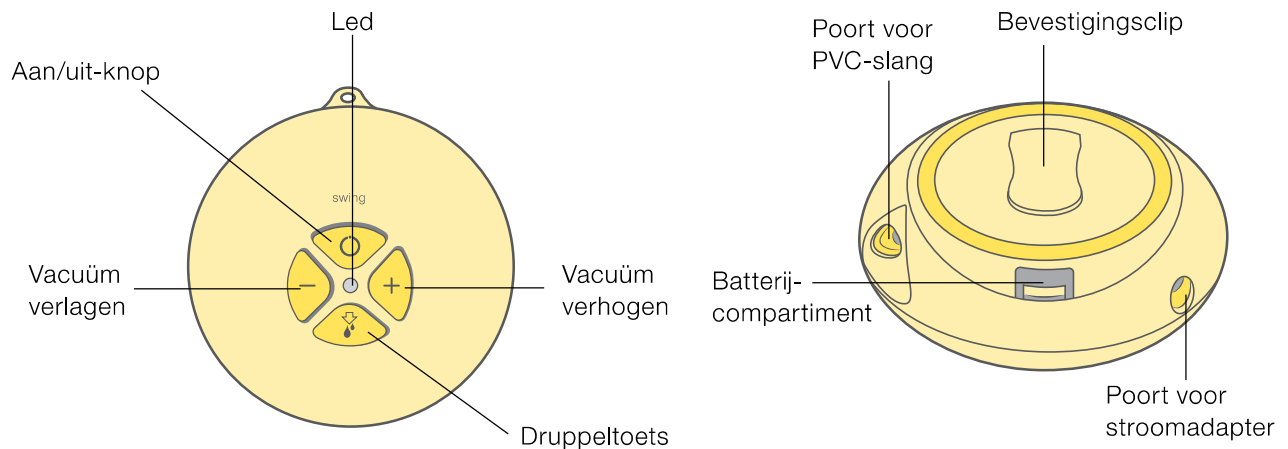 Led
Aan/uit-knop
swing
Vacuüm
verlagen
Vacuüm
verhogen
Druppeltoets
Poort voor
PVC-slang
Bevestigingsclip
Batterij-
compartiment
Poort voor
stroomadapter